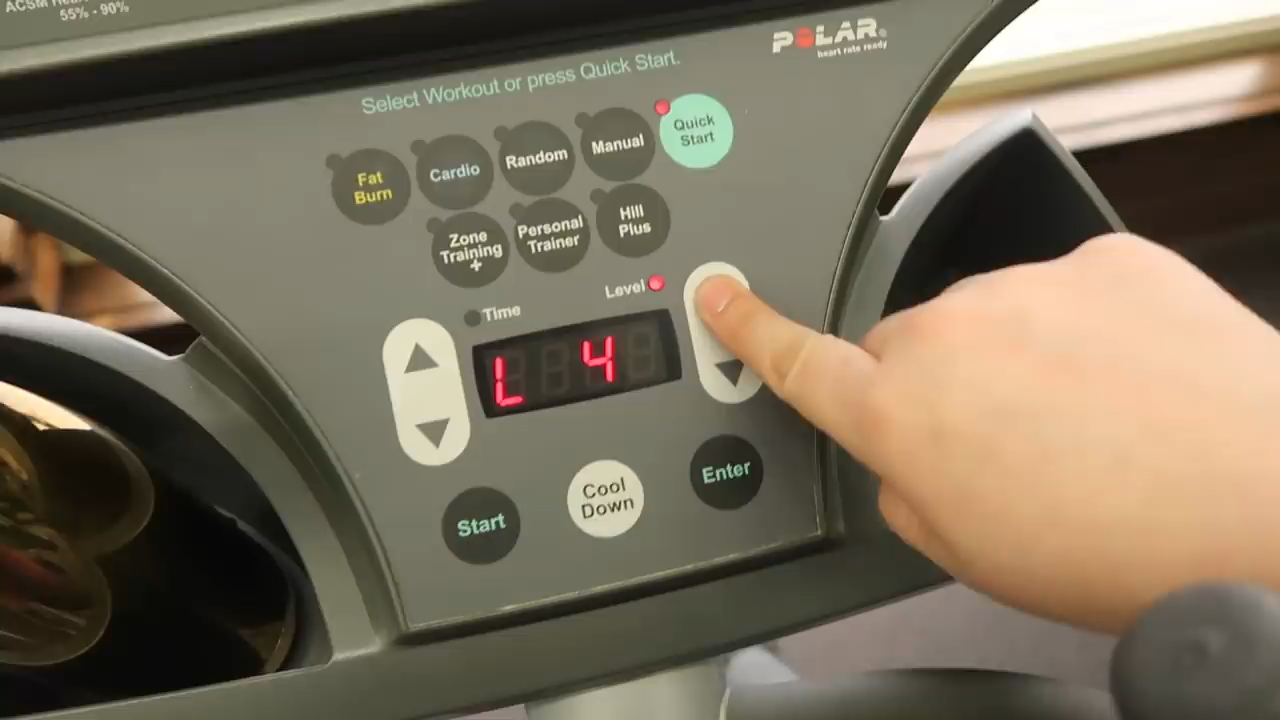 55% - 90%
POLAR®
heart rate ready
Select Workout or press Quick Start.
Fat
Burn
Cardio
Random
Manual
Quick
Start
Zone
Training
+
Personal
Trainer
Hill
Plus
Time
Level
L 4
Start
Cool
Down
Enter